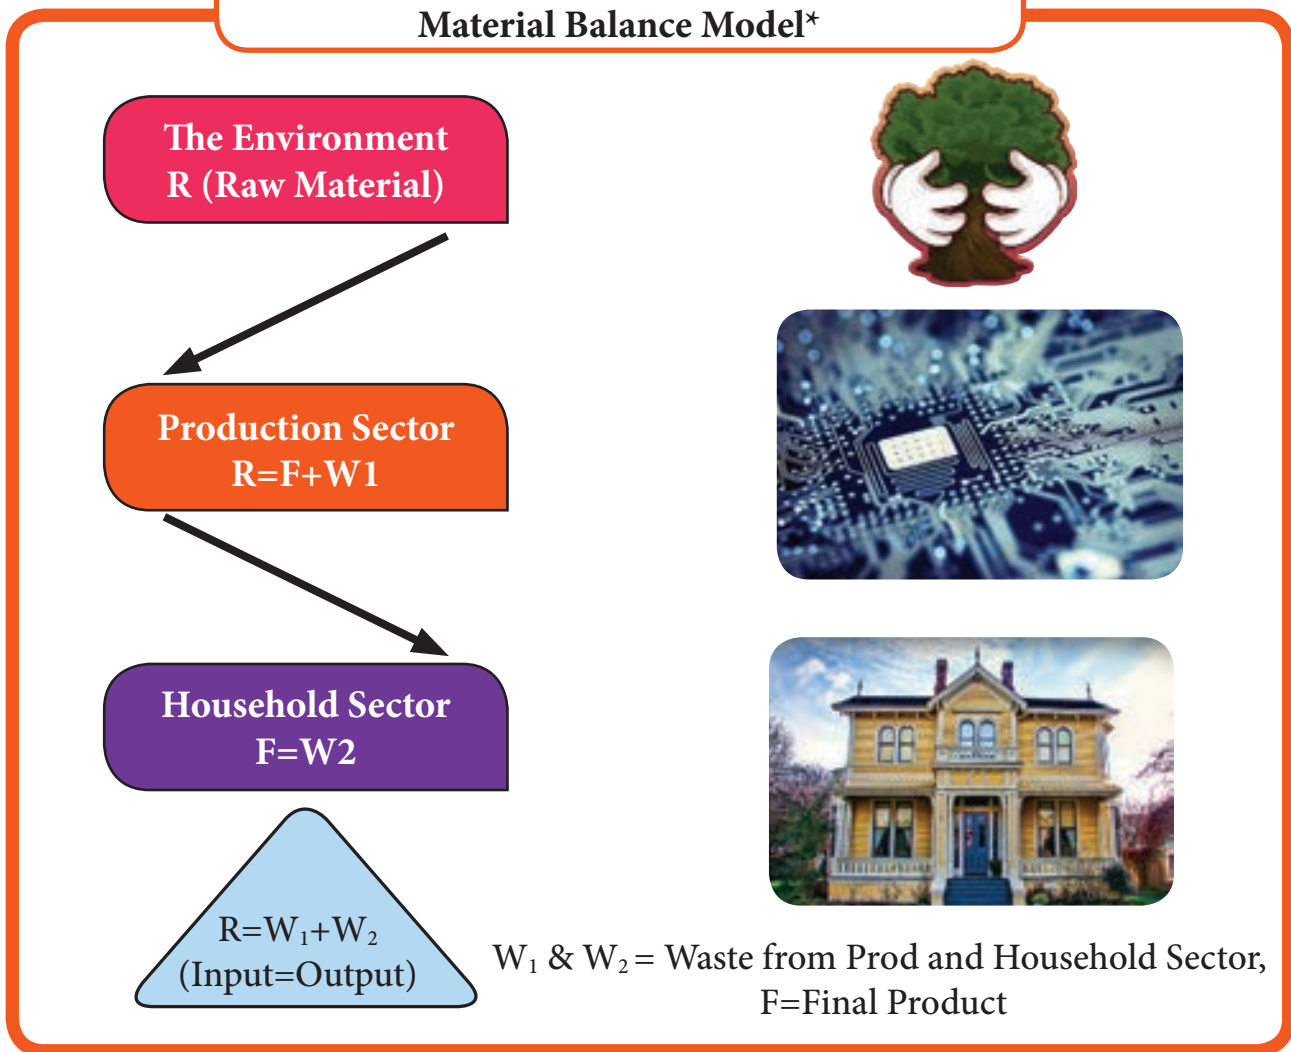 Material Balance Model*
The Environment
R (Raw Material)
Production Sector
R=F+W1
Household Sector
F=W2
R=W₁+W₂
(Input=Output)
W₁ & W₂ = Waste from Prod and Household Sector,
F=Final Product